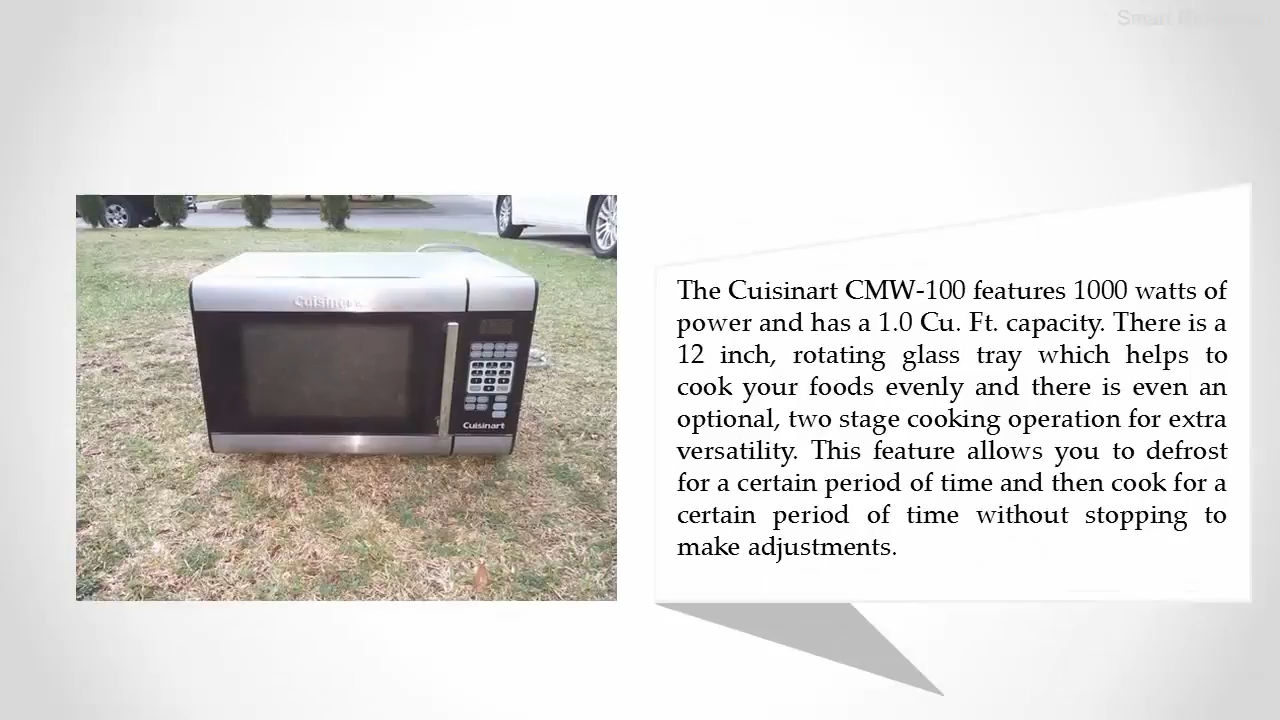 Smart
Cuisinart
Cuisinart
The Cuisinart CMW-100 features 1000 watts of
power and has a 1.0 Cu. Ft. capacity. There is a
12 inch, rotating glass tray which helps to
cook your foods evenly and there is even an
optional, two stage cooking operation for extra
versatility. This feature allows you to defrost
for a certain period of time and then cook for a
certain period of time without stopping to
make adjustments.